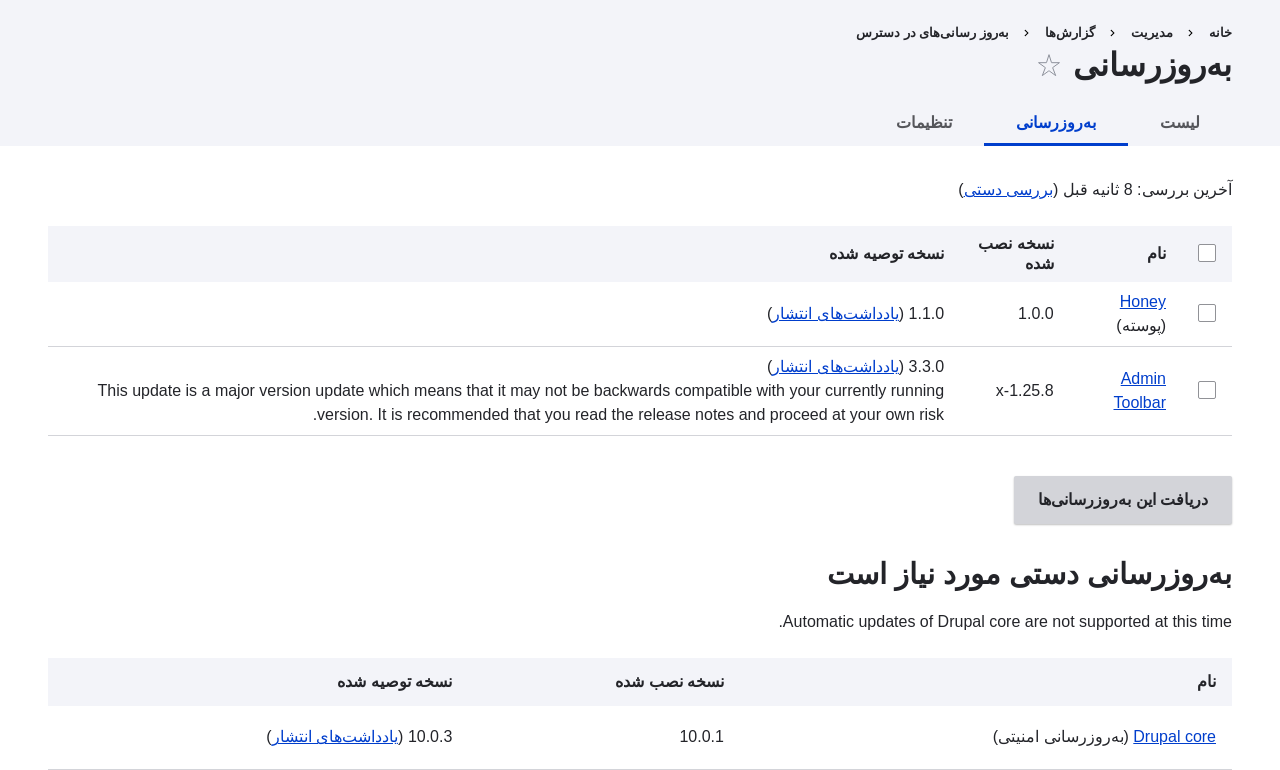 خانه › مدیریت › گزارش‌ها › به‌روز رسانی‌های در دسترس
به‌روزرسانی ☆
لیست به‌روزرسانی تنظیمات
آخرین بررسی: 8 ثانیه قبل (بررسی دستی)
نام نسخه نصب شده نسخه توصیه شده
Honey (پوسته) 1.0.0 1.1.0 (یادداشت‌های انتشار)
Admin Toolbar x-1.25.8 3.3.0 (یادداشت‌های انتشار)
This update is a major version update which means that it may not be backwards compatible with your currently running
version. It is recommended that you read the release notes and proceed at your own risk.
دریافت این به‌روزرسانی‌ها
به‌روزرسانی دستی مورد نیاز است
Automatic updates of Drupal core are not supported at this time.
نام نسخه نصب شده نسخه توصیه شده
Drupal core (به‌روزرسانی امنیتی) 10.0.1 10.0.3 (یادداشت‌های انتشار)